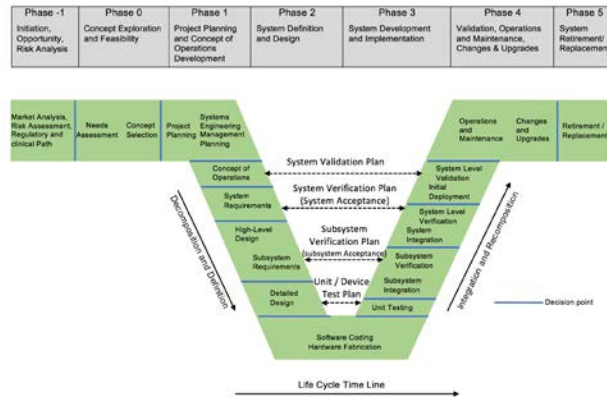 Phase -1
Initiation,
Opportunity,
Risk Analysis
Phase 0
Concept Exploration
and Feasibility
Phase 1
Project Planning
and Concept of
Operations
Development
Phase 2
System Definition
and Design
Phase 3
System Development
and Implementation
Phase 4
Validation, Operations
and Maintenance,
Changes & Upgrades
Phase 5
System
Retirement/
Replacement
Market Analysis,
Risk Assessment,
Regulatory and
clinical Path
Needs
Assessment
Concept
Selection
Project
Planning
Systems
Engineering
Management
Planning
Operations
and
Maintenance
Changes
and
Upgrades
Retirement /
Replacement
Concept of
Operations
System Validation Plan
System Level
Validation
Initial
Deployment
System
Requirements
System Verification Plan
(System Acceptance)
System Level
Verification
System
Integration
High-Level
Design
Subsystem
Requirements
Subsystem
Verification Plan
(subsystem Acceptance)
Subsystem
Verification
Subsystem
Integration
Detailed
Design
Unit / Device
Test Plan
Unit Testing
Software Coding
Hardware Fabrication
Decomposition and Definition
Integration and Recomposition
Decision point
Life Cycle Time Line